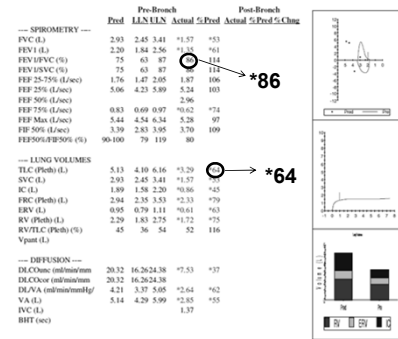 Pre-Bronch Post-Bronch
Pred LLN ULN Actual %Pred Actual %Pred %Chng
---- SPIROMETRY ----
FVC (L) 2.93 2.45 3.41 *1.57 *53
FEV1 (L) 2.20 1.84 2.56 *1.35 *61
FEV1/FVC (%) 75 63 87 86 114
*86
FEV1/SVC (%) 75 63 87 86 114
FEF 25-75% (L/sec) 1.76 1.47 2.05 1.87 106
FEF 25% (L/sec) 5.06 4.23 5.89 5.24 103
FEF 50% (L/sec) 2.96
FEF 75% (L/sec) 0.83 0.69 0.97 *0.62 *74
FEF Max (L/sec) 5.44 4.54 6.34 5.28 97
FIF 50% (L/sec) 3.39 2.83 3.95 3.70 109
FEF50%/FIF50% (%) 90-100 79 119 80
---- LUNG VOLUMES
TLC (Pleth) (L) 5.13 4.10 6.16 *3.29 *64
*64
SVC (L) 2.93 2.45 3.41 *1.57
IC (L) 1.89 1.58 2.20 *0.86 *45
FRC (Pleth) (L) 2.94 2.35 3.53 *2.33 *79
ERV (L) 0.95 0.79 1.11 *0.61 *63
RV (Pleth) (L) 2.29 1.83 2.75 *1.72 *75
RV/TLC (Pleth) (%) 45 36 54 52 116
Vpant (L)
---- DIFFUSION ----
DLCOunc (ml/min/mm 20.32 16.26 24.38 *7.53 *37
DLCOcor (ml/min/mm 20.32 16.26 24.38
DL/VA (ml/min/mmHg/ 4.21 3.37 5.05 *2.64 *62
VA (L) 5.14 4.29 5.99 *2.85 *55
IVC (L) 1.37
BHT (sec)
RV ERV IC